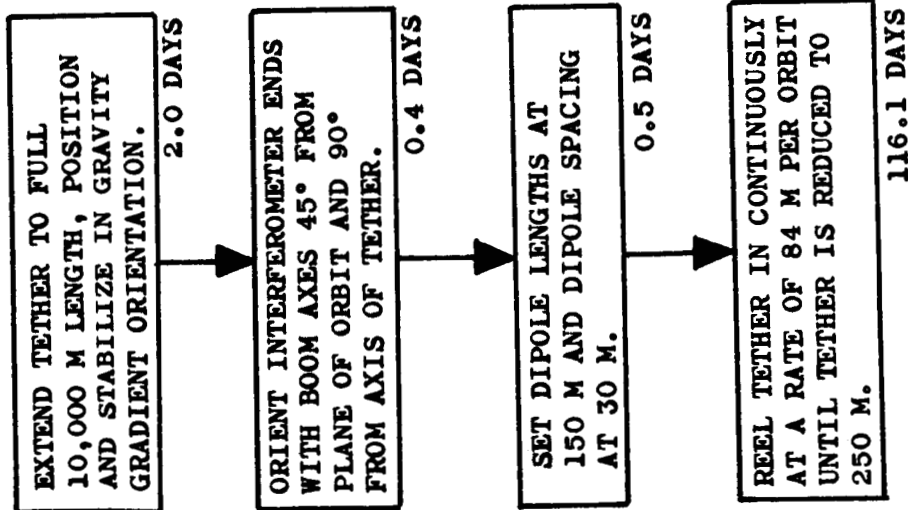 EXTEND TETHER TO FULL
10,000 M LENGTH, POSITION
AND STABILIZE IN GRAVITY
GRADIENT ORIENTATION.
2.0 DAYS
ORIENT INTERFEROMETER ENDS
WITH BOOM AXES 45° FROM
PLANE OF ORBIT AND 90°
FROM AXIS OF TETHER.
0.4 DAYS
SET DIPOLE LENGTHS AT
150 M AND DIPOLE SPACING
AT 30 M.
0.5 DAYS
REEL TETHER IN CONTINUOUSLY
AT A RATE OF 84 M PER ORBIT
UNTIL TETHER IS REDUCED TO
250 M.
116.1 DAYS